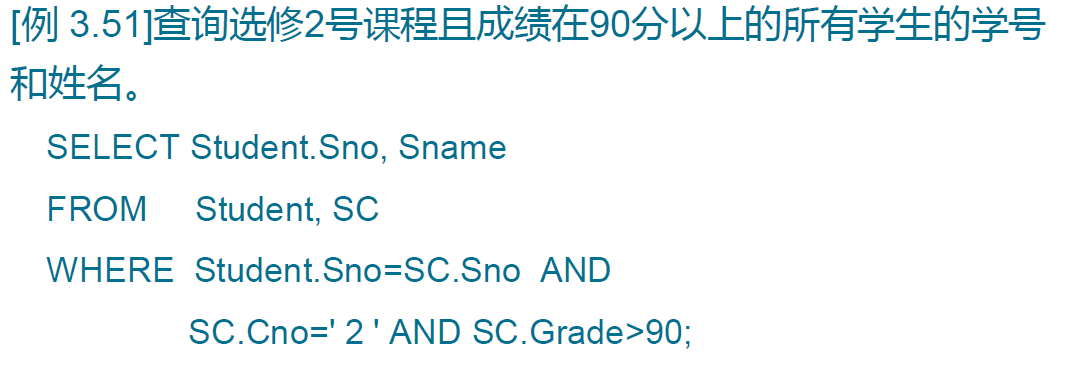 [例 3.51]查询选修2号课程且成绩在90分以上的所有学生的学号
和姓名。
SELECT Student.Sno, Sname
FROM Student, SC
WHERE Student.Sno=SC.Sno AND
SC.Cno=' 2 ' AND SC.Grade>90;